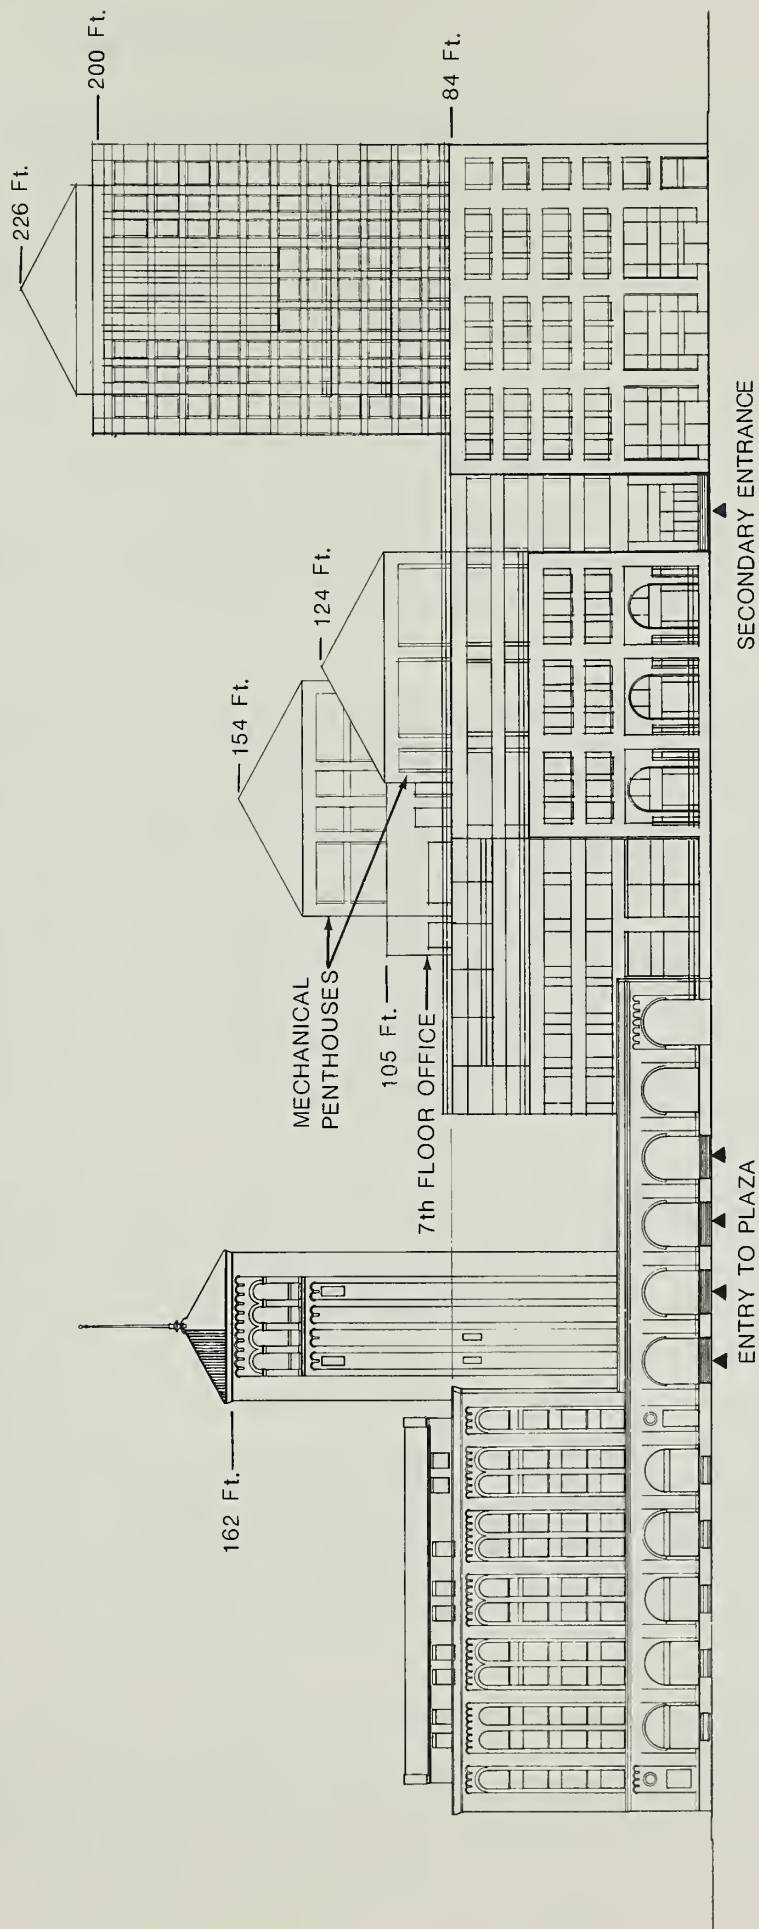 226 Ft.
200 Ft.
162 Ft.
154 Ft.
124 Ft.
MECHANICAL
PENTHOUSES
105 Ft.
7th FLOOR OFFICE
84 Ft.
ENTRY TO PLAZA
SECONDARY ENTRANCE